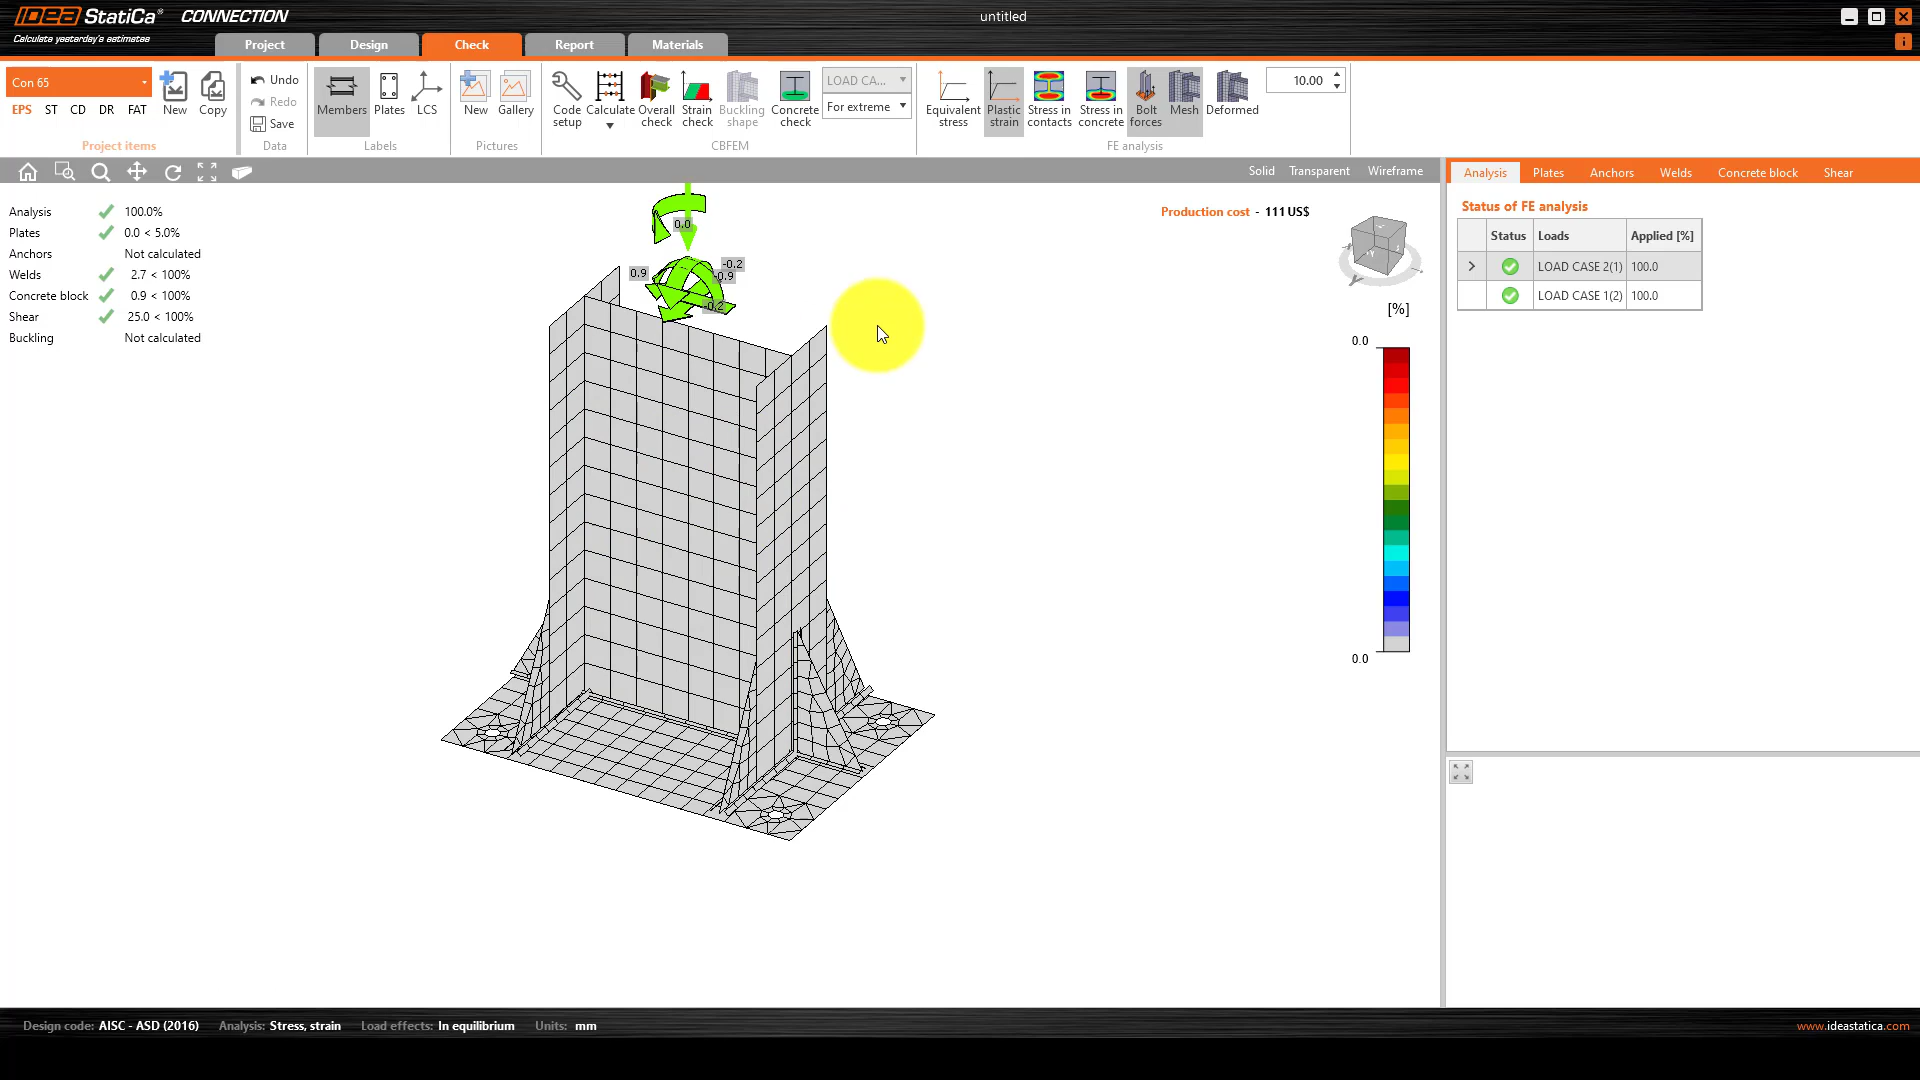 IDEA StatiCa® CONNECTION
Calculate yesterday's estimates
untitled
Project Design Check Report Materials
Con 65
EPS ST CD DR FAT
New Copy
Project items
Undo
Redo
Save
Data
Members Plates LCS
Labels
New Gallery
Pictures
Code setup
Calculate
Overall check
Strain check
Buckling shape
Concrete check
LOAD CA...
For extreme
CBFEM
Equivalent stress
Plastic strain
Stress in contacts
Stress in concrete
Bolt forces
Mesh
Deformed
10.00
FE analysis
Solid Transparent Wireframe
Analysis 100.0%
Plates 0.0 < 5.0%
Anchors Not calculated
Welds 2.7 < 100%
Concrete block 0.9 < 100%
Shear 25.0 < 100%
Buckling Not calculated
Production cost - 111 US$
0.0
0.9
-0.2
-0.9
-0.2
[%]
0.0
0.0
Analysis Plates Anchors Welds Concrete block Shear
Status of FE analysis
Status Loads Applied [%]
> LOAD CASE 2(1) 100.0
LOAD CASE 1(2) 100.0
Design code: AISC - ASD (2016) Analysis: Stress, strain Load effects: In equilibrium Units: mm
www.ideastatica.com